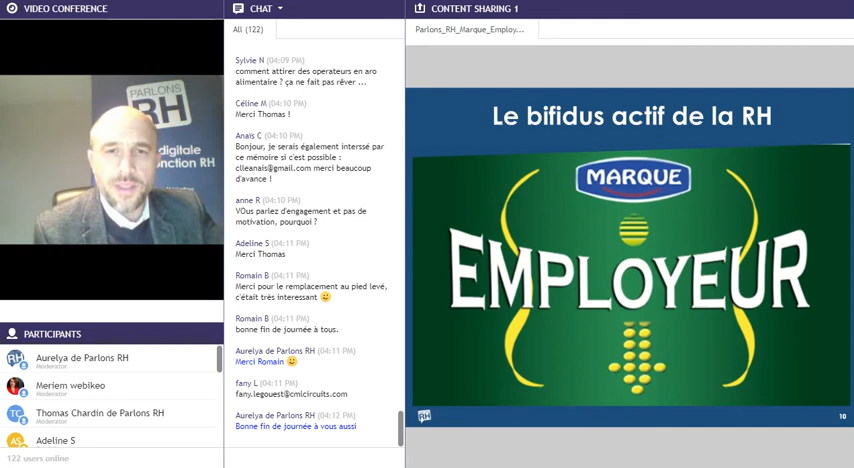 VIDEO CONFERENCE
PARLONS
RH
digitale
onction RH
PARTICIPANTS
RH
Aurelya de Parlons RH
Moderator
Meriem webikeo
Moderator
TC
Thomas Chardin de Parlons RH
Moderator
AS
Adeline S
122 users online
CHAT
All (122)
Sylvie N (04:09 PM)
comment attirer des operateurs en aro
alimentaire ? ça ne fait pas rêver ...
Céline M (04:10 PM)
Merci Thomas !
Anaïs C (04:10 PM)
Bonjour, je serais également interssé par
ce mémoire si c'est possible :
clleanais@gmail.com merci beaucoup
d'avance !
anne R (04:10 PM)
VOus parlez d'engagement et pas de
motivation, pourquoi ?
Adeline S (04:11 PM)
Merci Thomas
Romain B (04:11 PM)
Merci pour le remplacement au pied levé,
c'était très interessant
Romain B (04:11 PM)
bonne fin de journée à tous.
Aurelya de Parlons RH (04:11 PM)
Merci Romain
fany L (04:11 PM)
fany.legouest@cmlcircuits.com
Aurelya de Parlons RH (04:12 PM)
Bonne fin de journée à vous aussi
CONTENT SHARING 1
Parlons_RH_Marque_Employ...
Le bifidus actif de la RH
MARQUE
EMPLOYEUR
RH
10